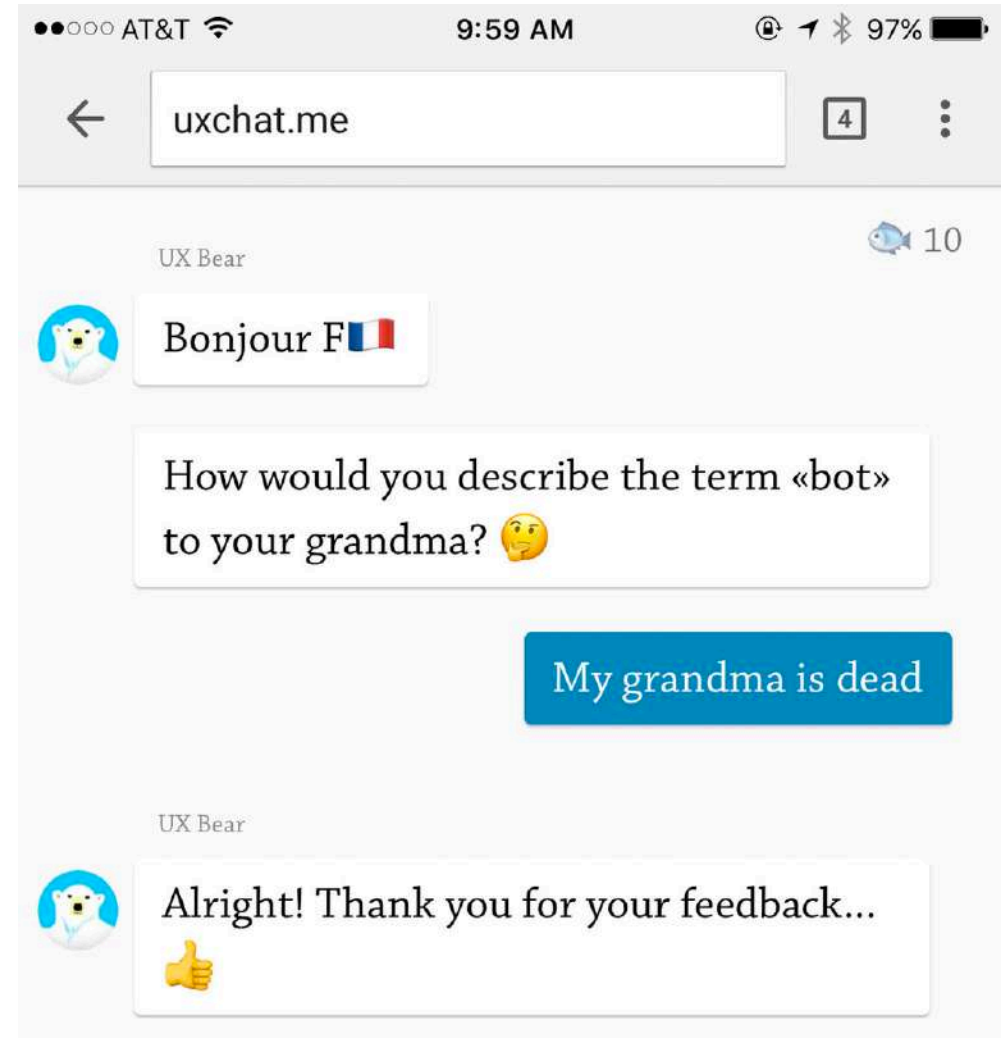 AT&T 9:59 AM 97%
uxchat.me 4
10
UX Bear
Bonjour F🇫🇷
How would you describe the term «bot»
to your grandma? 🤔
My grandma is dead
UX Bear
Alright! Thank you for your feedback...
👍